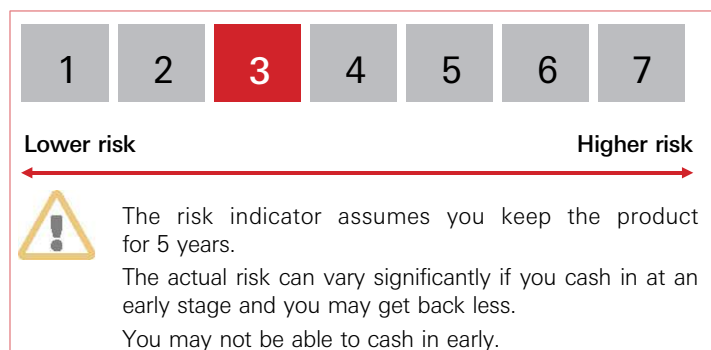 1 2 3 4 5 6 7
Lower risk Higher risk
The risk indicator assumes you keep the product
for 5 years.
The actual risk can vary significantly if you cash in at an
early stage and you may get back less.
You may not be able to cash in early.